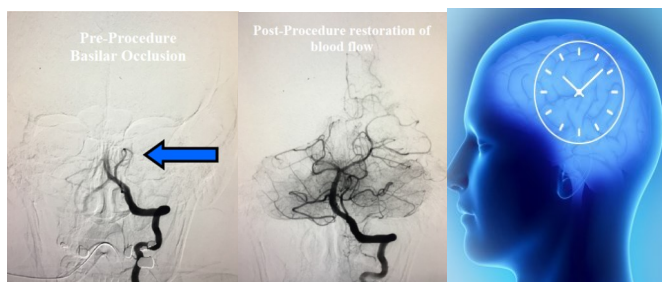 Pre-Procedure
Basilar Occlusion
Post-Procedure restoration of
blood flow